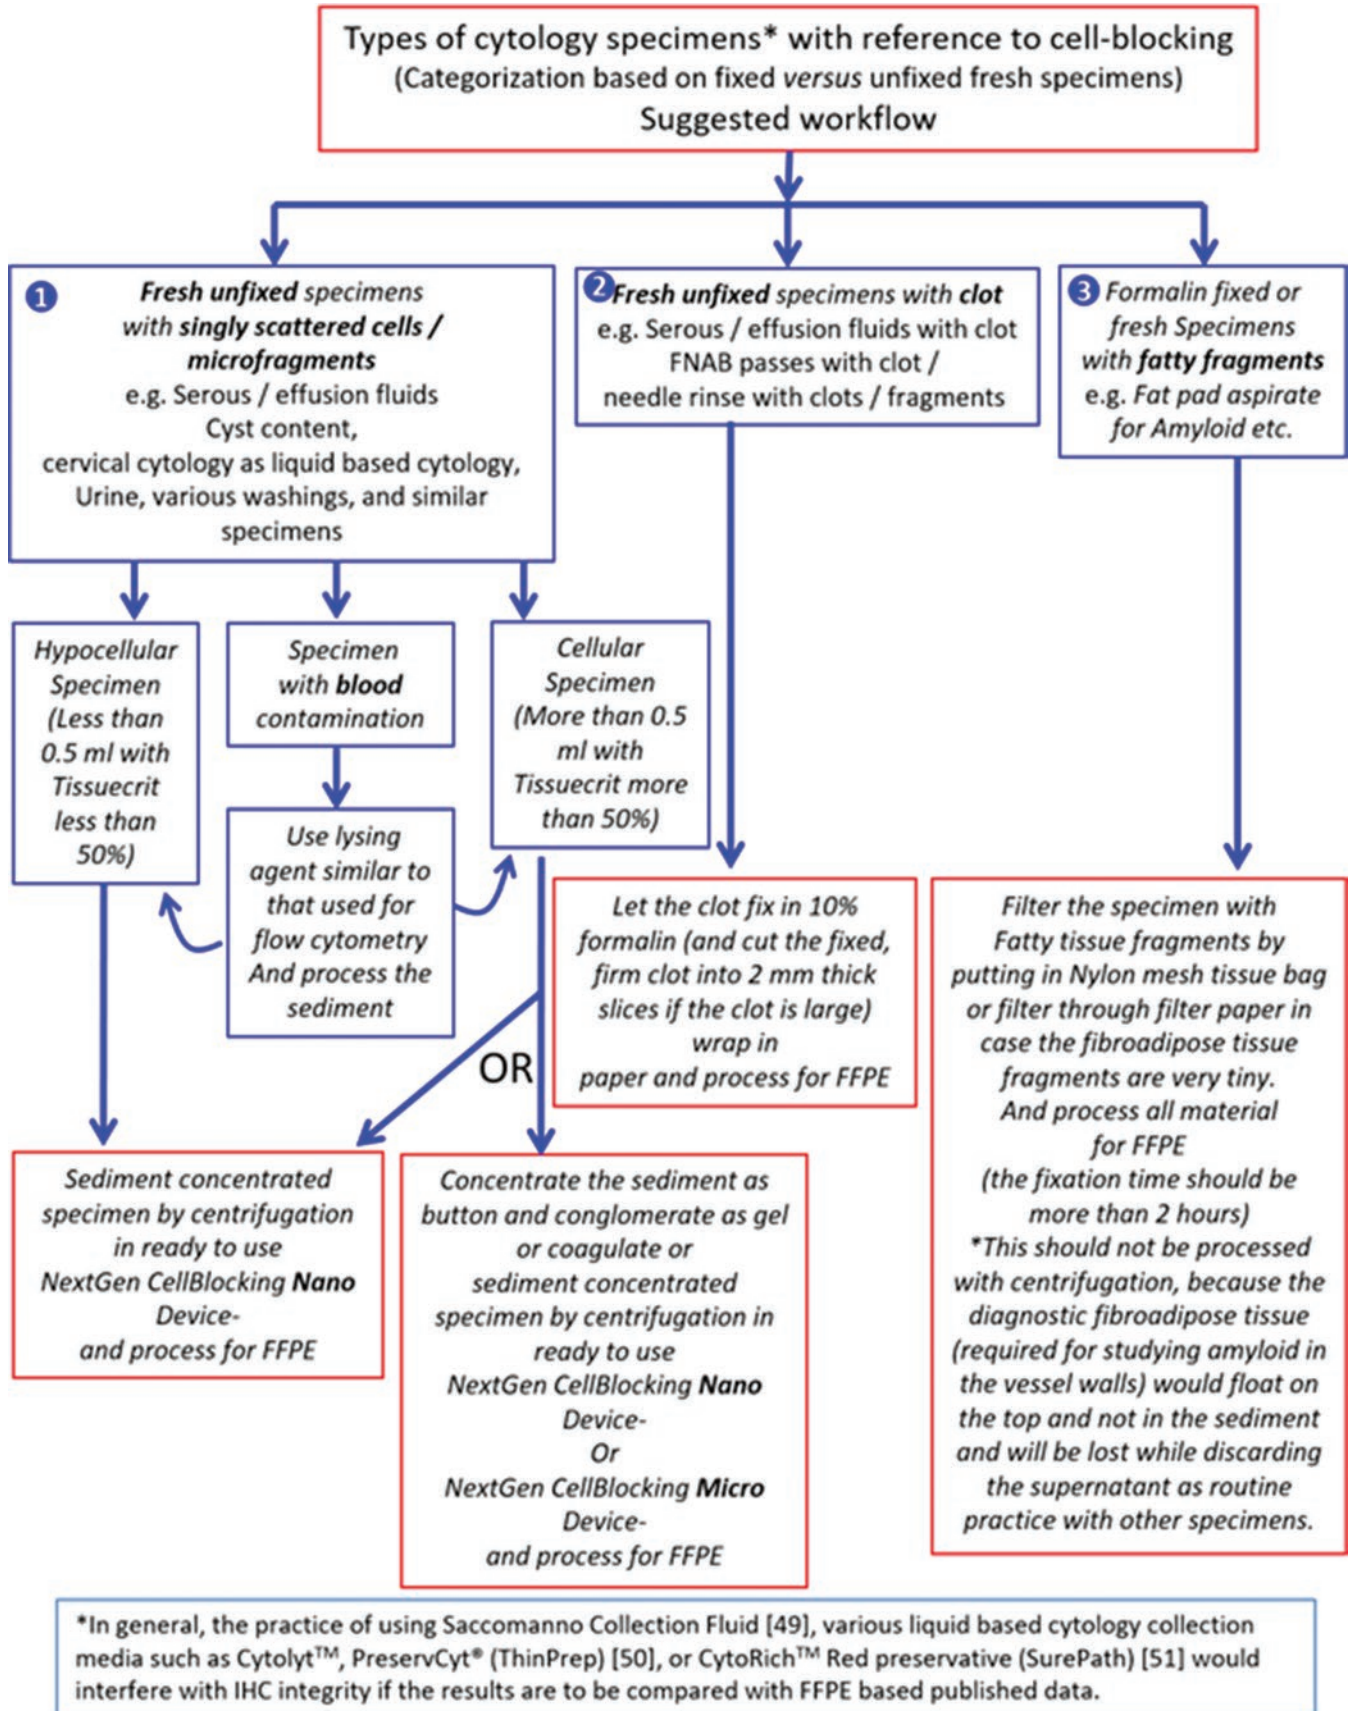 Types of cytology specimens* with reference to cell-blocking
(Categorization based on fixed versus unfixed fresh specimens)
Suggested workflow
1
Fresh unfixed specimens
with singly scattered cells /
microfragments
e.g. Serous / effusion fluids
Cyst content,
cervical cytology as liquid based cytology,
Urine, various washings, and similar
specimens
2
Fresh unfixed specimens with clot
e.g. Serous / effusion fluids with clot
FNAB passes with clot /
needle rinse with clots / fragments
3
Formalin fixed or
fresh Specimens
with fatty fragments
e.g. Fat pad aspirate
for Amyloid etc.
Hypocellular
Specimen
(Less than
0.5 ml with
Tissuecrit
less than
50%)
Specimen
with blood
contamination
Cellular
Specimen
(More than 0.5
ml with
Tissuecrit more
than 50%)
Use lysing
agent similar to
that used for
flow cytometry
And process the
sediment
OR
Let the clot fix in 10%
formalin (and cut the fixed,
firm clot into 2 mm thick
slices if the clot is large)
wrap in
paper and process for FFPE
Filter the specimen with
Fatty tissue fragments by
putting in Nylon mesh tissue bag
or filter through filter paper in
case the fibroadipose tissue
fragments are very tiny.
And process all material
for FFPE
(the fixation time should be
more than 2 hours)
*This should not be processed
with centrifugation, because the
diagnostic fibroadipose tissue
(required for studying amyloid in
the vessel walls) would float on
the top and not in the sediment
and will be lost while discarding
the supernatant as routine
practice with other specimens.
Sediment concentrated
specimen by centrifugation
in ready to use
NextGen CellBlocking Nano
Device-
and process for FFPE
Concentrate the sediment as
button and conglomerate as gel
or coagulate or
sediment concentrated
specimen by centrifugation in
ready to use
NextGen CellBlocking Nano
Device-
Or
NextGen CellBlocking Micro
Device-
and process for FFPE
*In general, the practice of using Saccomanno Collection Fluid [49], various liquid based cytology collection
media such as Cytolyt™, PreservCyt® (ThinPrep) [50], or CytoRich™ Red preservative (SurePath) [51] would
interfere with IHC integrity if the results are to be compared with FFPE based published data.